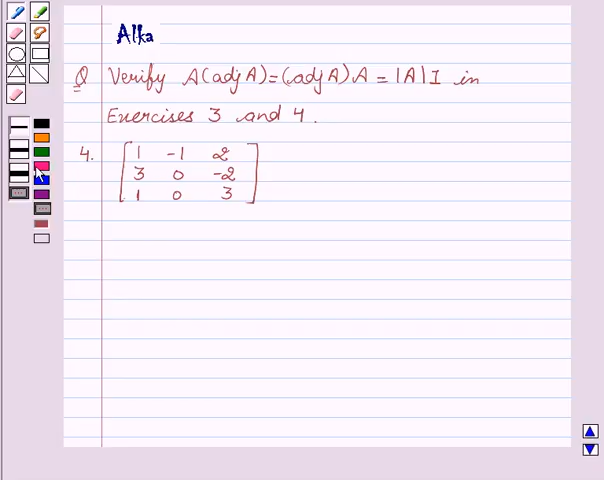 Alka
Q Verify A(adj A) = (adj A) A = |A| I in
Exercises 3 and 4.
4. [ 1 -1 2
3 0 -2
1 0 3 ]